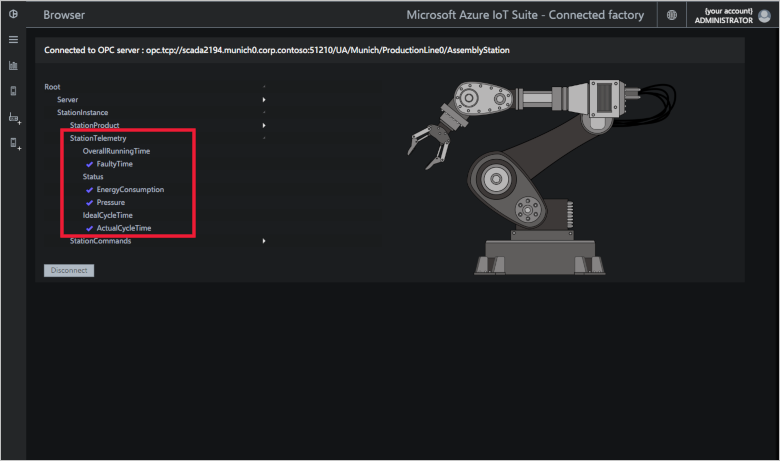 Browser
Microsoft Azure IoT Suite - Connected factory
{your account}
ADMINISTRATOR
Connected to OPC server : opc.tcp://scada2194.munich0.corp.contoso:51210/UA/Munich/ProductionLine0/AssemblyStation
Root
Server
StationInstance
StationProduct
StationTelemetry
OverallRunningTime
FaultyTime
Status
EnergyConsumption
Pressure
IdealCycleTime
ActualCycleTime
StationCommands
Disconnect